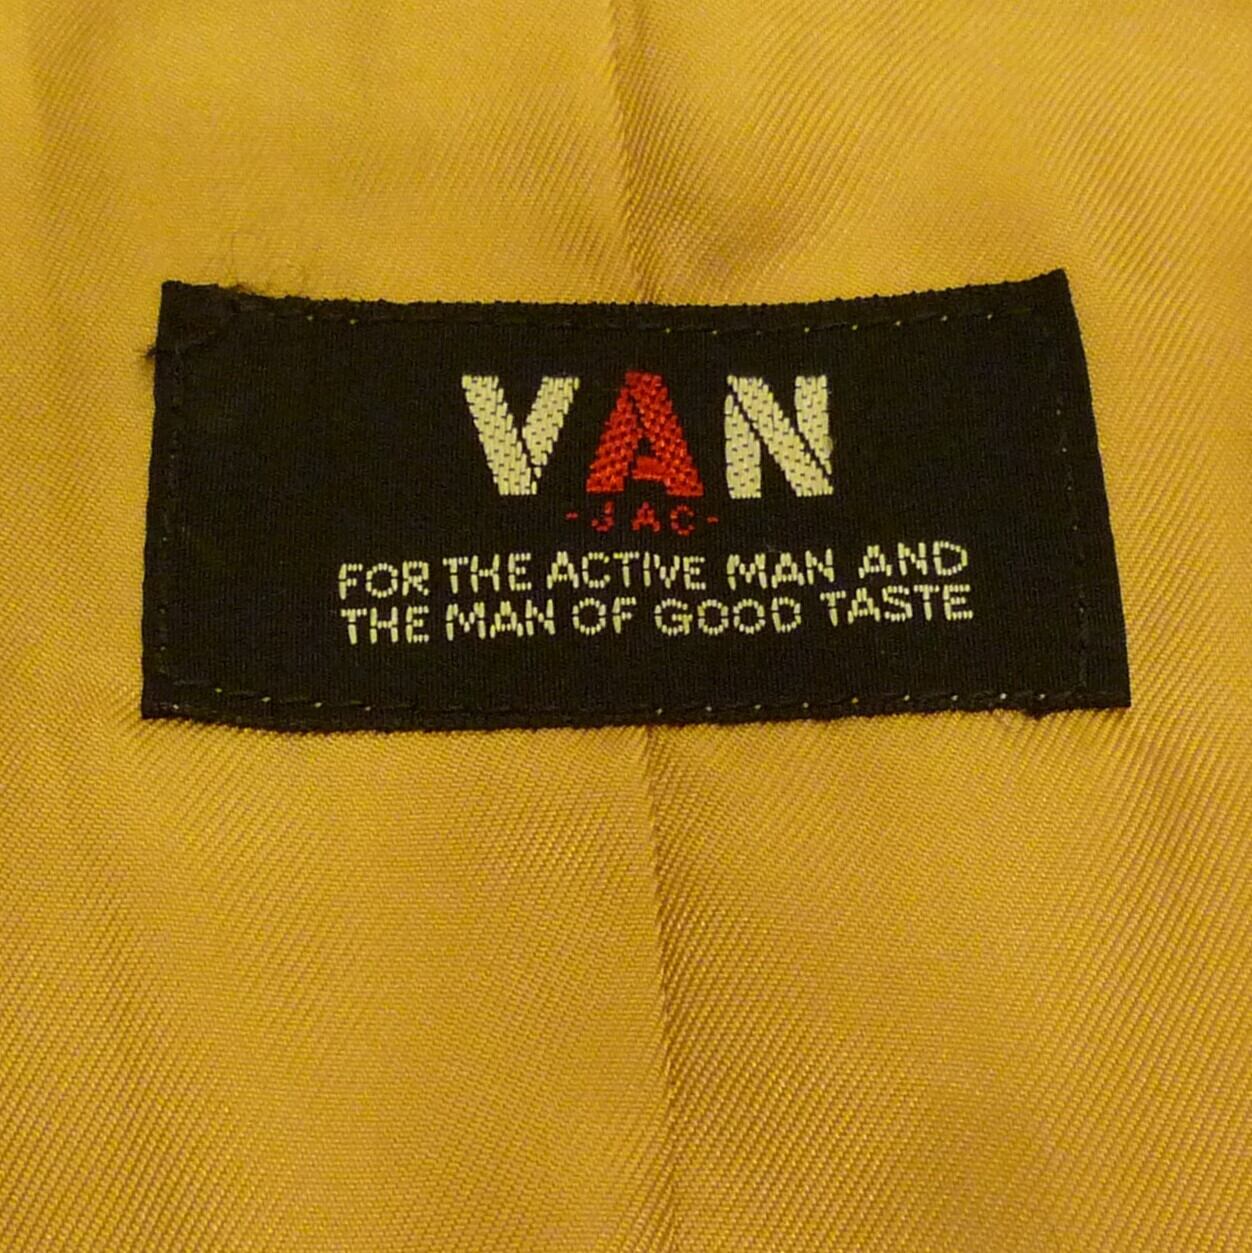 VAN
-JAC-
FOR THE ACTIVE MAN AND
THE MAN OF GOOD TASTE